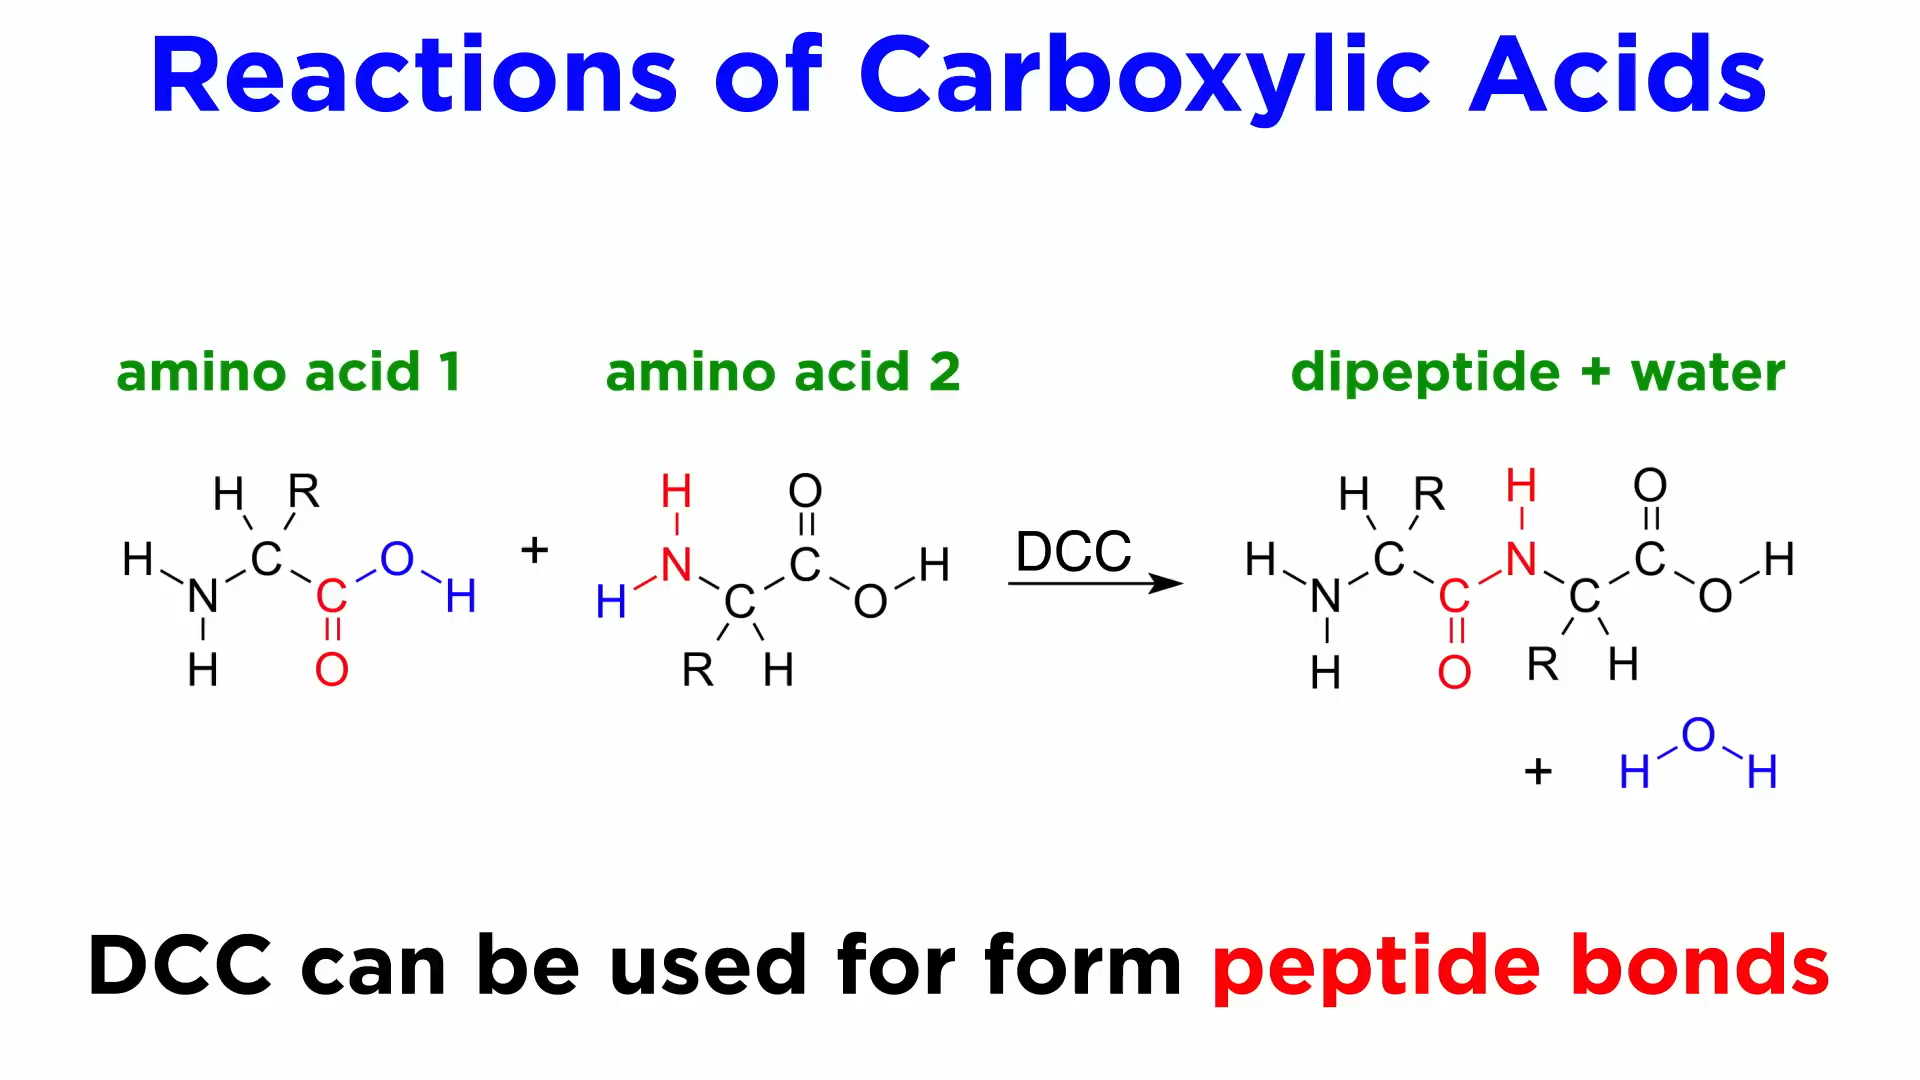 Reactions of Carboxylic Acids
amino acid 1
amino acid 2
dipeptide + water
H R
H N C C O H
H O
+
H O
H N C C O H
R H
DCC
H R H O
H N C C N C C O H
H O R H
+ H O H
DCC can be used for form peptide bonds